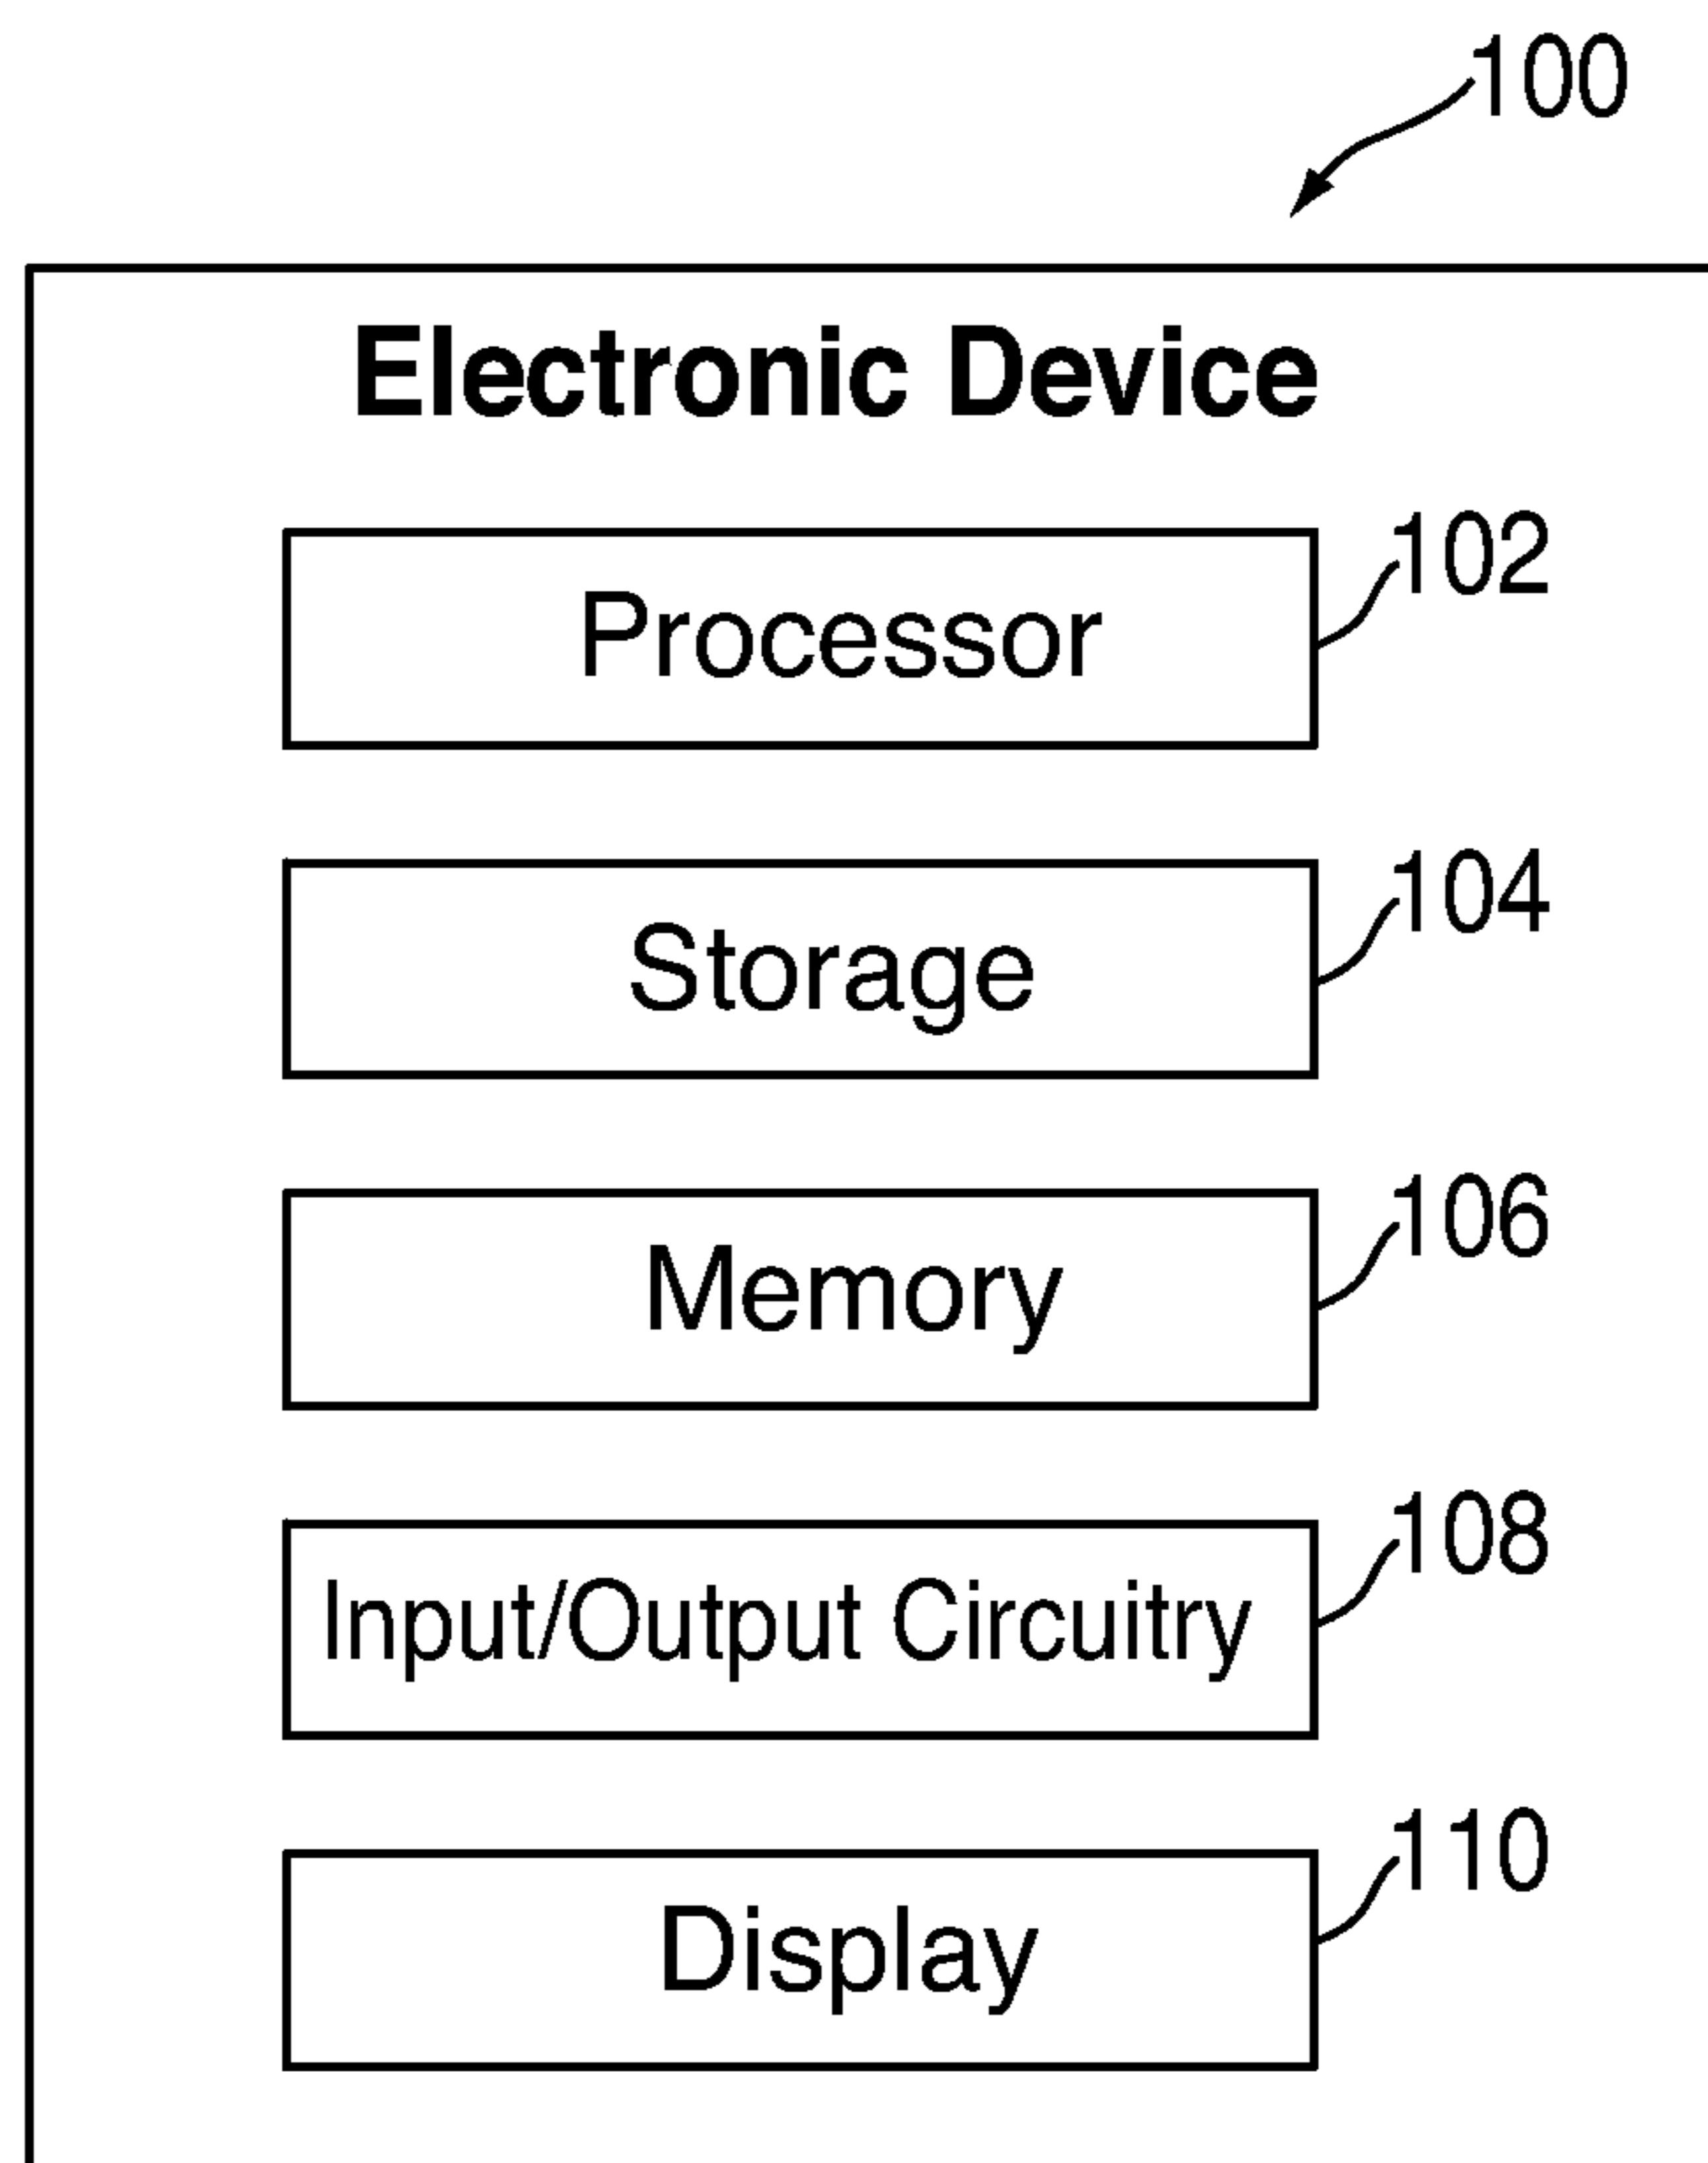 100
Electronic Device
102
Processor
104
Storage
106
Memory
108
Input/Output Circuitry
110
Display